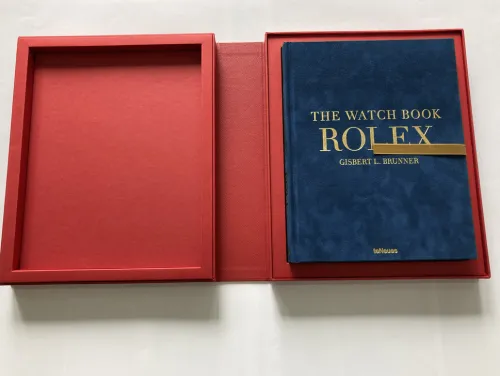 THE WATCH BOOK
ROLEX
GISBERT L. BRUNNER
teNeues